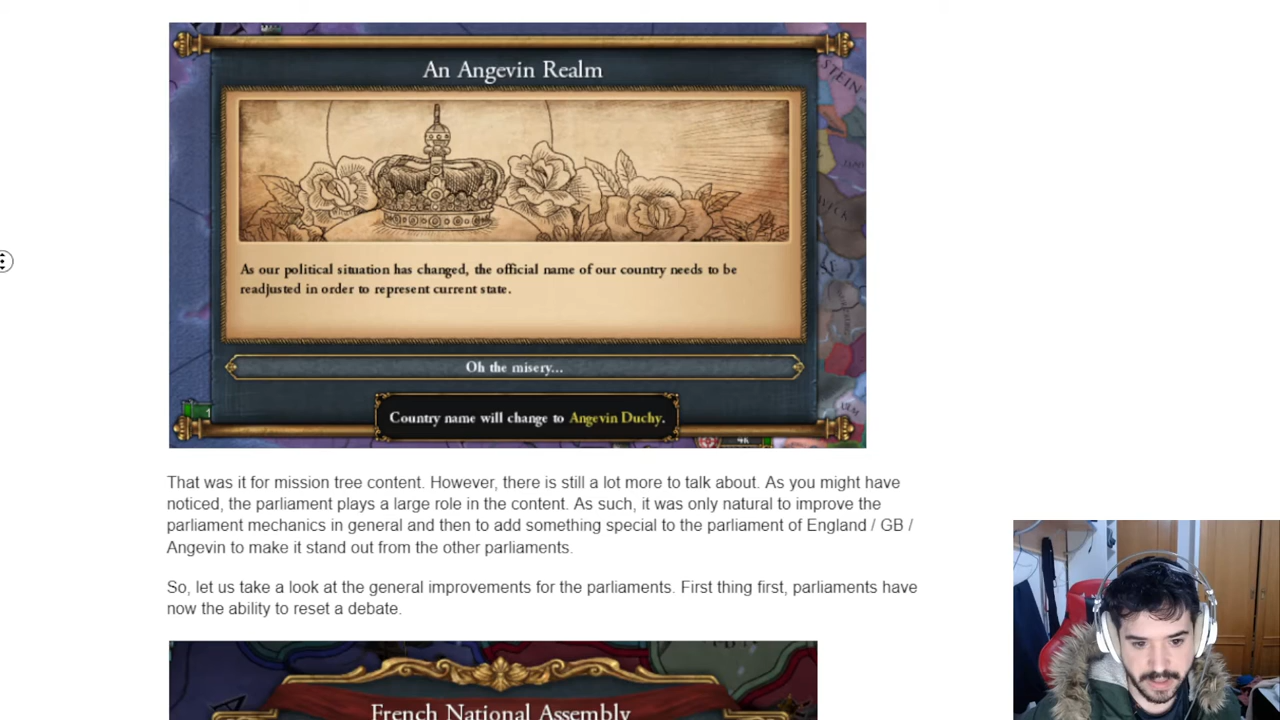 STEIN
An Angevin Realm
As our political situation has changed, the official name of our country needs to be
readjusted in order to represent current state.
Oh the misery...
Country name will change to Angevin Duchy.
ULM
4K
That was it for mission tree content. However, there is still a lot more to talk about. As you might have
noticed, the parliament plays a large role in the content. As such, it was only natural to improve the
parliament mechanics in general and then to add something special to the parliament of England / GB /
Angevin to make it stand out from the other parliaments.
So, let us take a look at the general improvements for the parliaments. First thing first, parliaments have
now the ability to reset a debate.
French National Assembly